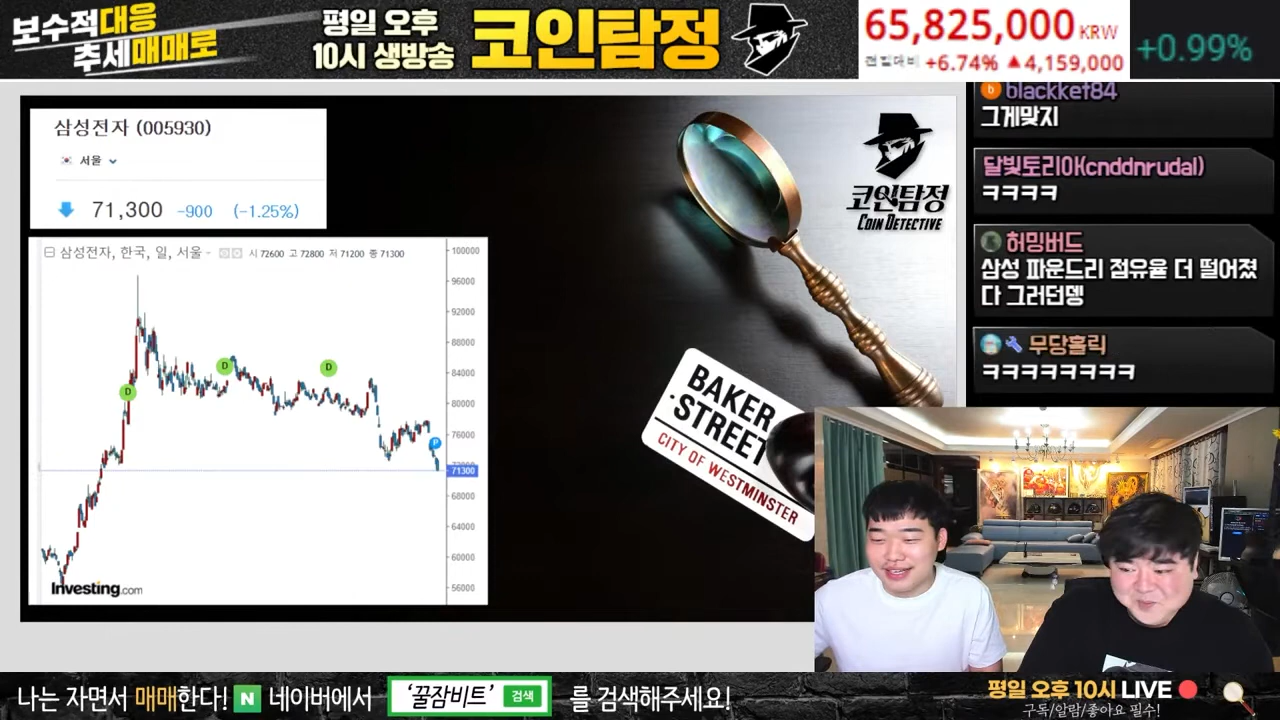 보수적대응
추세매매로
평일 오후
10시 생방송
코인탐정
65,825,000 KRW
전일대비 +6.74% ▲4,159,000
+0.99%
삼성전자 (005930)
서울
71,300 -900 (-1.25%)
삼성전자, 한국, 일, 서울 시 72600 고 72800 저 71200 종 71300
100000
96000
92000
88000
84000
80000
76000
71300
68000
64000
60000
56000
D
D
D
P
Investing.com
코인탐정
COIN DETECTIVE
BAKER
STREET
CITY OF WESTMINSTER
blackket84
그게맞지
달빛토리아(cnddnrudal)
ㅋㅋㅋㅋ
허밍버드
삼성 파운드리 점유율 더 떨어졌
다 그러던뎅
무당홀릭
ㅋㅋㅋㅋㅋㅋㅋㅋ
나는 자면서 매매한다! N 네이버에서 '꿀잠비트' 검색 를 검색해주세요!
평일 오후 10시 LIVE
구독/알람/좋아요 필수!